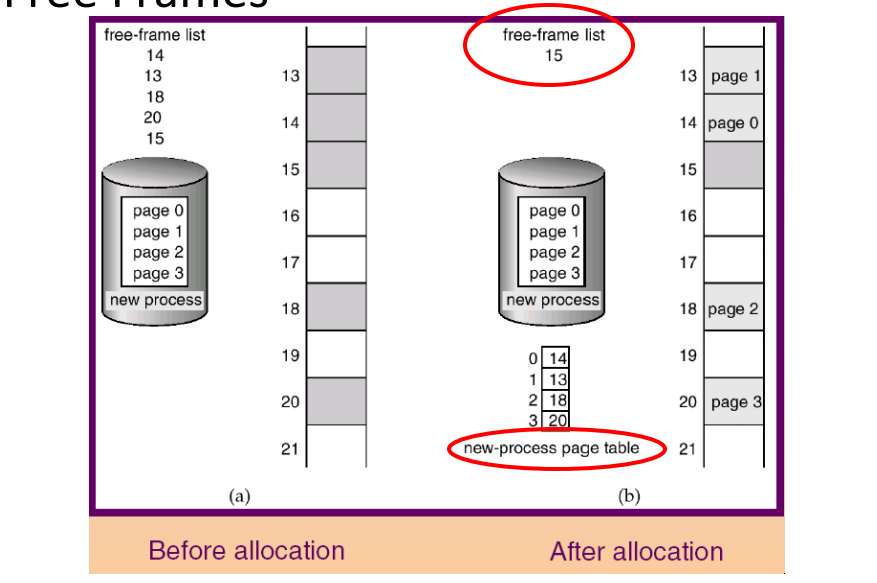 Free Frames
free-frame list
14
13
18
20
15
page 0
page 1
page 2
page 3
new process
13
14
15
16
17
18
19
20
21
(a)
free-frame list
15
page 0
page 1
page 2
page 3
new process
0 14
1 13
2 18
3 20
new-process page table
13 page 1
14 page 0
15
16
17
18 page 2
19
20 page 3
21
(b)
Before allocation
After allocation